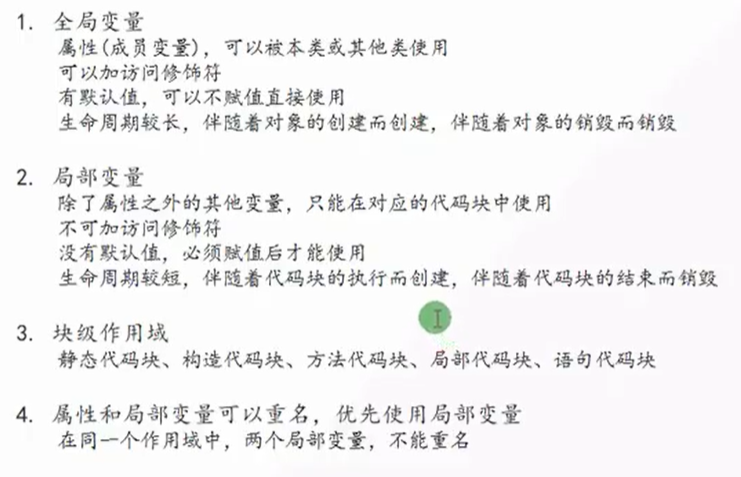 1. 全局变量
属性(成员变量)，可以被本类或其他类使用
可以加访问修饰符
有默认值，可以不赋值直接使用
生命周期较长，伴随着对象的创建而创建，伴随着对象的销毁而销毁
2. 局部变量
除了属性之外的其他变量，只能在对应的代码块中使用
不可加访问修饰符
没有默认值，必须赋值后才能使用
生命周期较短，伴随着代码块的执行而创建，伴随着代码块的结束而销毁
3. 块级作用域
静态代码块、构造代码块、方法代码块、局部代码块、语句代码块
4. 属性和局部变量可以重名，优先使用局部变量
在同一个作用域中，两个局部变量，不能重名